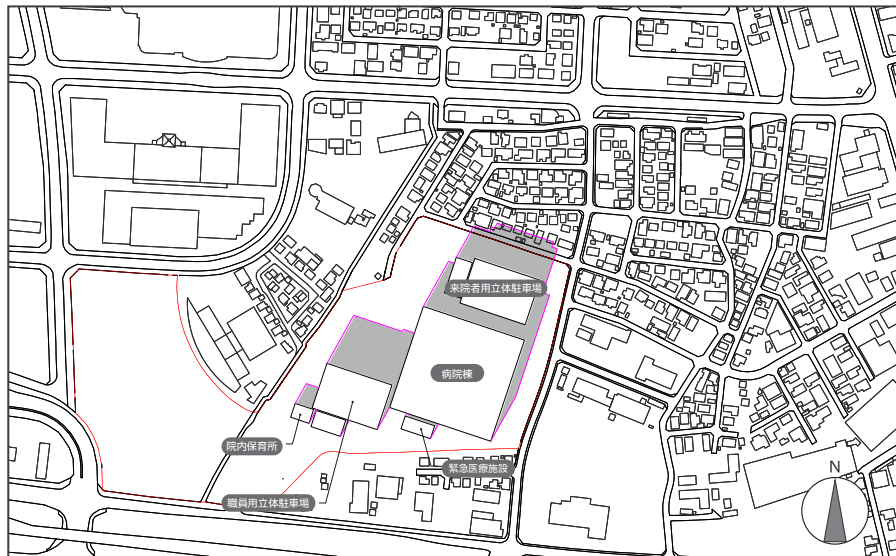 来院者用立体駐車場
病院棟
院内保育所
緊急医療施設
職員用立体駐車場
N